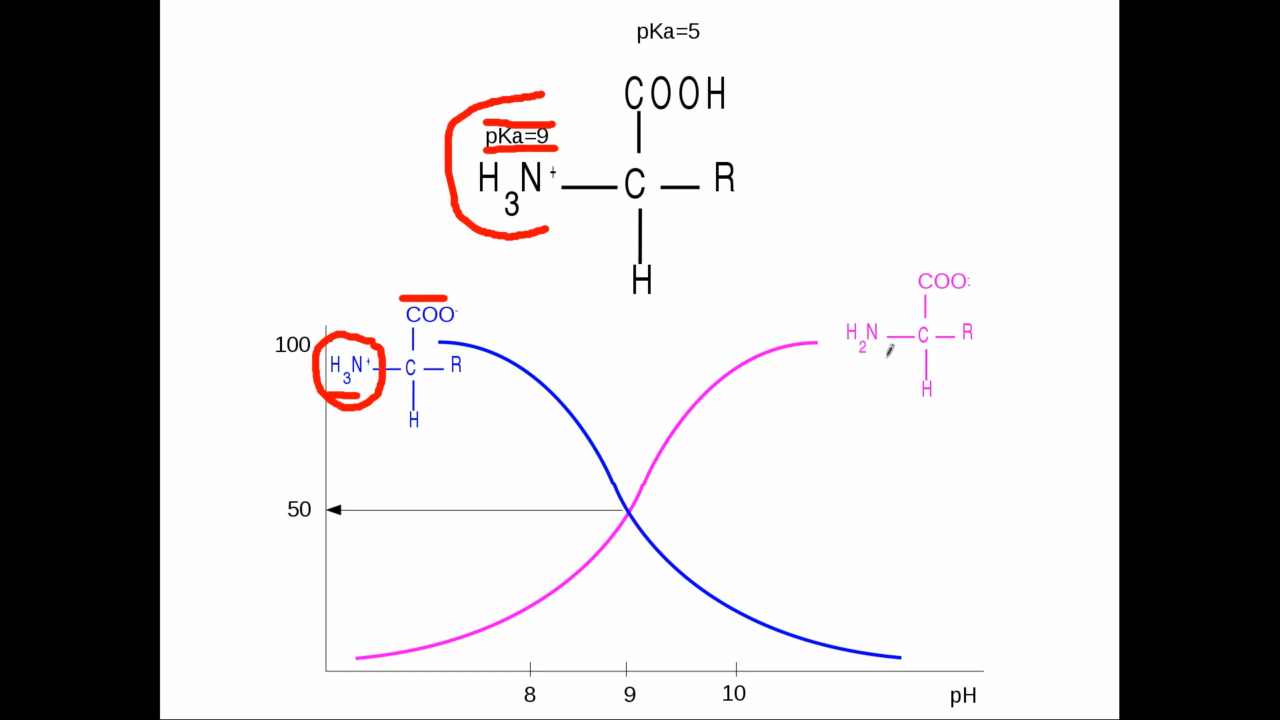 pKa=5
COOH
pKa=9
H3N+ C R
H
COO-
H3N+ C R
H
COO-
H2N C R
H
100
50
8 9 10 pH